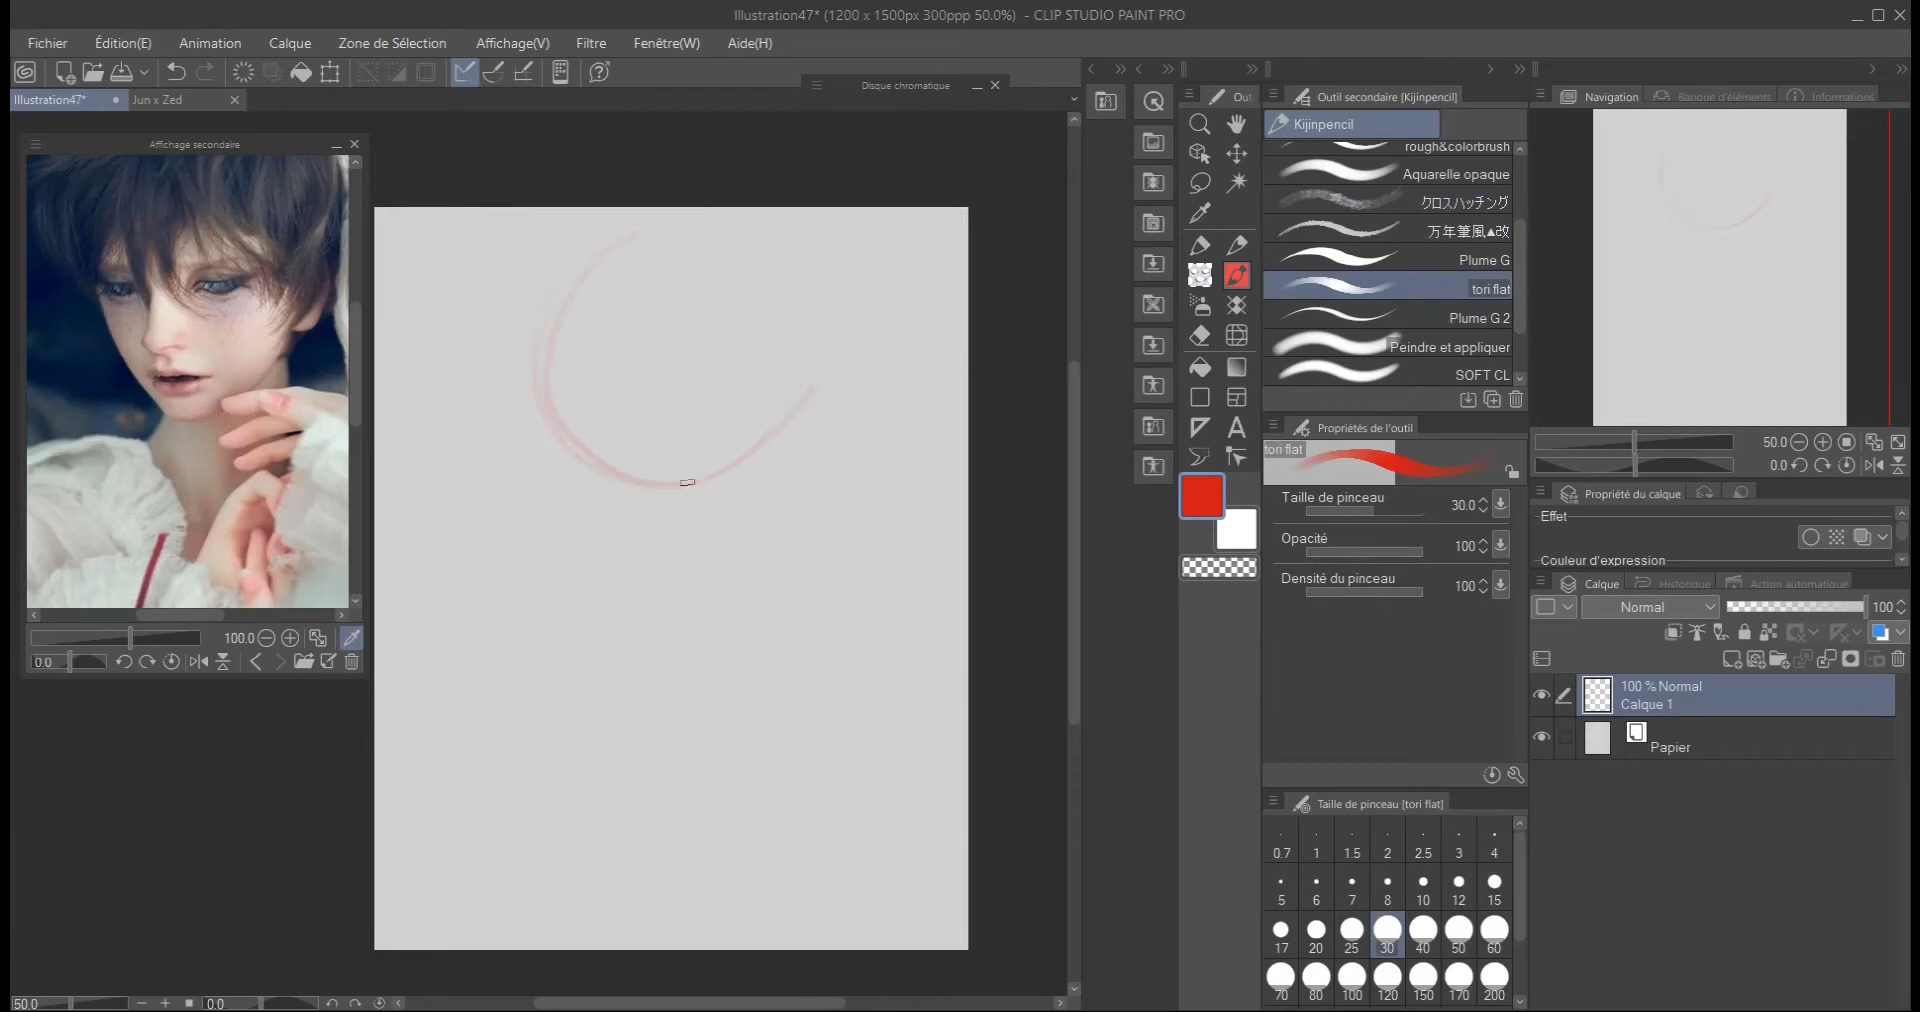 Illustration47* (1200 x 1500px 300ppp 50.0%) - CLIP STUDIO PAINT PRO
Fichier Édition(E) Animation Calque Zone de Sélection Affichage(V) Filtre Fenêtre(W) Aide(H)
Disque chromatique
Illustration47* Jun x Zed
Affichage secondaire
100.0
0.0
50.0 0.0
Out
Outil secondaire [Kijinpencil]
Kijinpencil
rough&colorbrush
Aquarelle opaque
クロスハッチング
万年筆風▲改
Plume G
tori flat
Plume G 2
Peindre et appliquer
SOFT CL
Propriétés de l'outil
tori flat
Taille de pinceau 30.0
Opacité 100
Densité du pinceau 100
Taille de pinceau [tori flat]
0.7 1 1.5 2 2.5 3 4
5 6 7 8 10 12 15
17 20 25 30 40 50 60
70 80 100 120 150 170 200
Navigation Banque d'éléments Informations
50.0
0.0
Propriété du calque
Effet
Couleur d'expression
Calque Historique Action automatique
Normal 100
100 % Normal
Calque 1
Papier